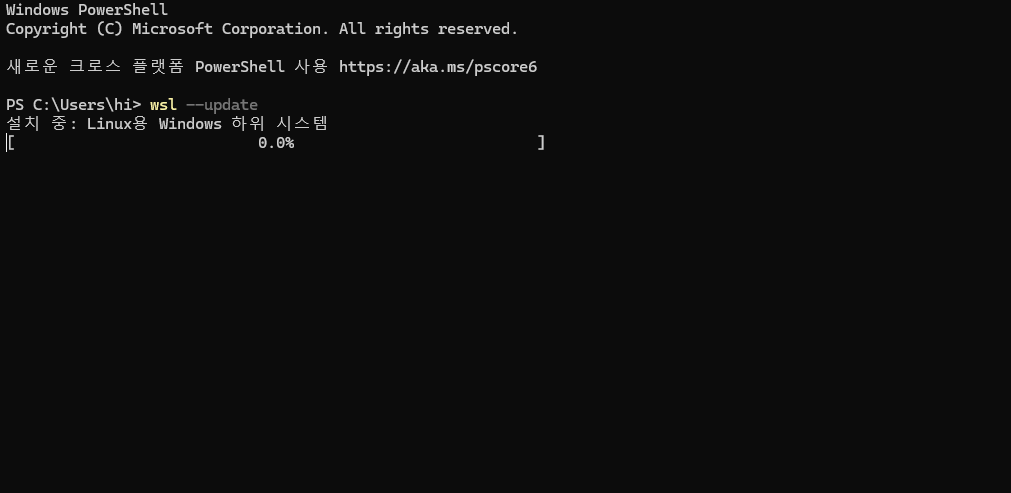 Windows PowerShell
Copyright (C) Microsoft Corporation. All rights reserved.
새로운 크로스 플랫폼 PowerShell 사용 https://aka.ms/pscore6
PS C:\Users\hi> wsl --update
설치 중: Linux용 Windows 하위 시스템
[ 0.0% ]